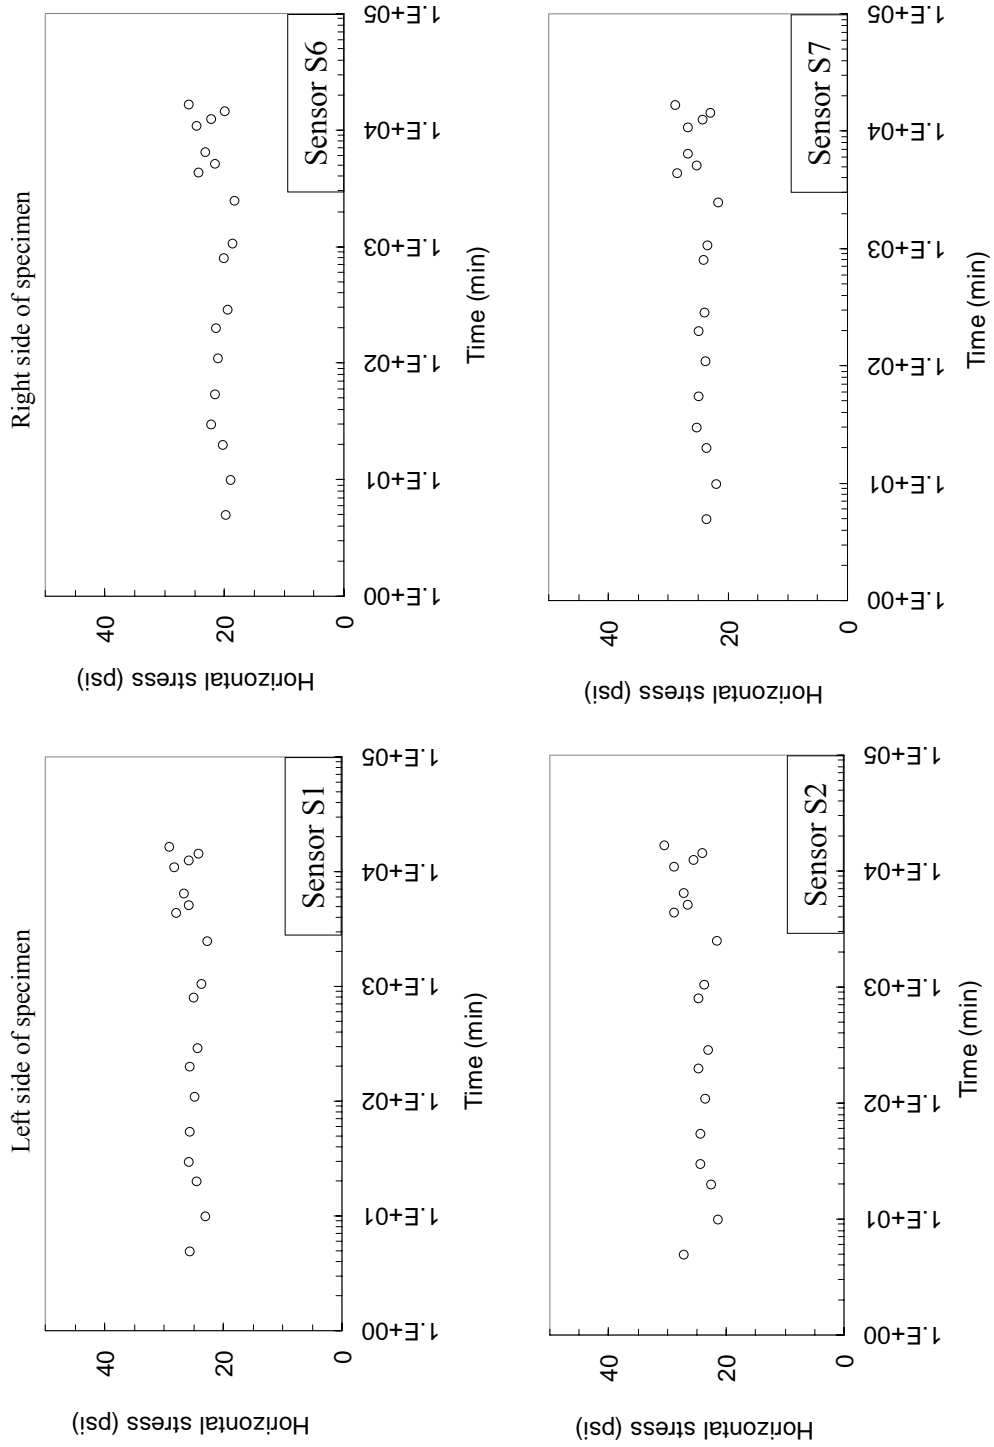 Left side of specimen
Horizontal stress (psi)
40
20
0
1.E+00
1.E+01
1.E+02
1.E+03
1.E+04
1.E+05
Time (min)
Sensor S1
Right side of specimen
Horizontal stress (psi)
40
20
0
1.E+00
1.E+01
1.E+02
1.E+03
1.E+04
1.E+05
Time (min)
Sensor S6
Horizontal stress (psi)
40
20
0
1.E+00
1.E+01
1.E+02
1.E+03
1.E+04
1.E+05
Time (min)
Sensor S2
Horizontal stress (psi)
40
20
0
1.E+00
1.E+01
1.E+02
1.E+03
1.E+04
1.E+05
Time (min)
Sensor S7